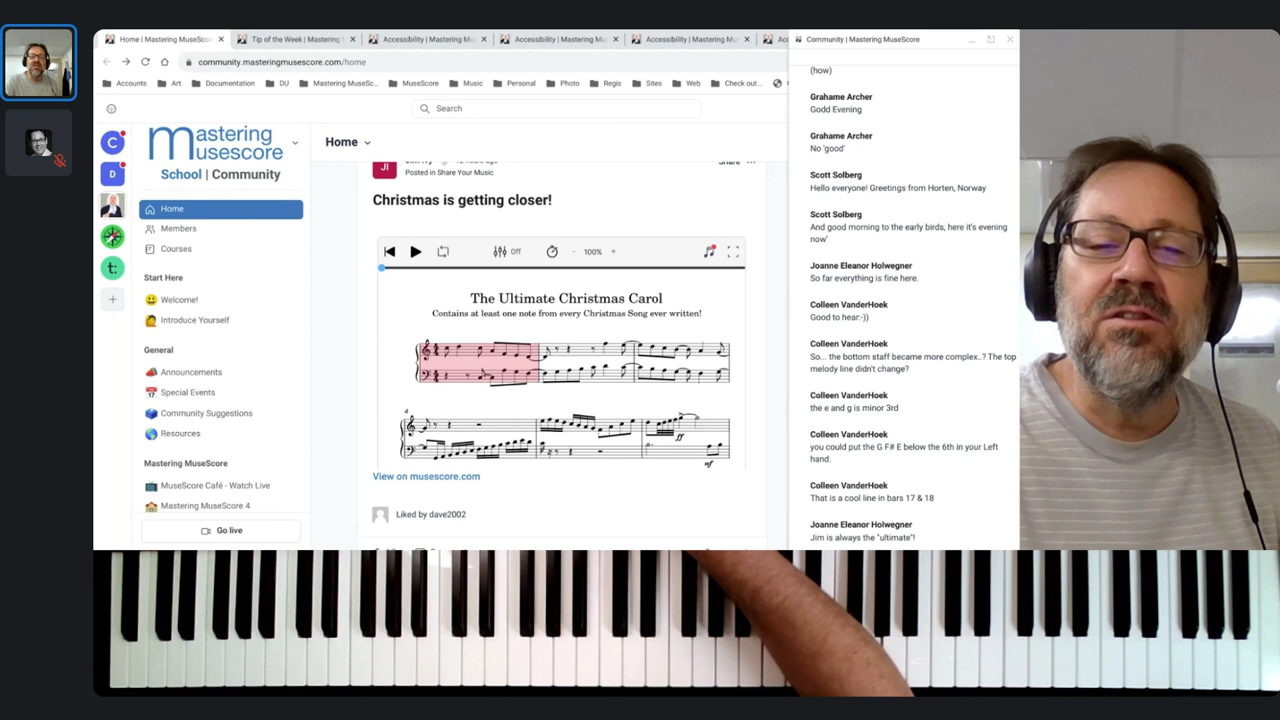 Home | Mastering MuseSco
Tip of the Week | Mastering
Accessibility | Mastering Mu
Accessibility | Mastering Mu
Accessibility | Mastering Mu
Acc
community.masteringmusescore.com/home
Accounts
Art
Documentation
DU
Mastering MuseSc...
MuseScore
Music
Personal
Photo
Regis
Sites
Web
Check out...
Search
C
D
t:
Mastering
Musescore
School | Community
Home
Members
Courses
Start Here
Welcome!
Introduce Yourself
General
Announcements
Special Events
Community Suggestions
Resources
Mastering MuseScore
MuseScore Café - Watch Live
Mastering MuseScore 4
Go live
Home
JI
Posted in Share Your Music
Christmas is getting closer!
Off
- 100% +
The Ultimate Christmas Carol
Contains at least one note from every Christmas Song ever written!
4
ff
mf
View on musescore.com
Liked by dave2002
Community | Mastering MuseScore
(how)
Grahame Archer
Godd Evening
Grahame Archer
No 'good'
Scott Solberg
Hello everyone! Greetings from Horten, Norway
Scott Solberg
And good morning to the early birds, here it's evening
now'
Joanne Eleanor Holwegner
So far everything is fine here.
Colleen VanderHoek
Good to hear:-))
Colleen VanderHoek
So... the bottom staff became more complex..? The top
melody line didn't change?
Colleen VanderHoek
the e and g is minor 3rd
Colleen VanderHoek
you could put the G F# E below the 6th in your Left
hand.
Colleen VanderHoek
That is a cool line in bars 17 & 18
Joanne Eleanor Holwegner
Jim is always the "ultimate"!